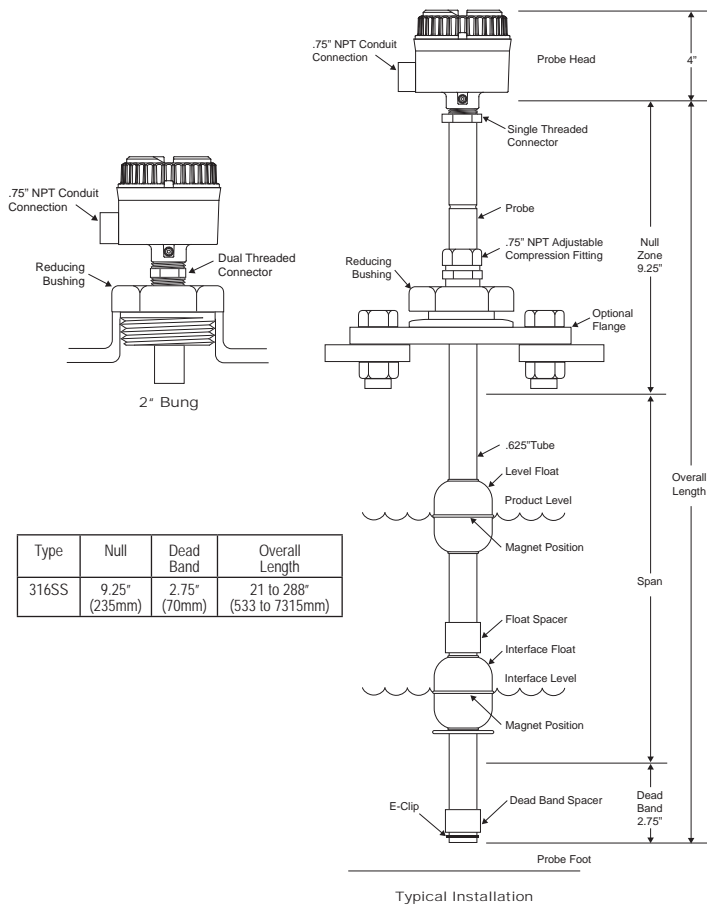 .75" NPT Conduit
Connection
Probe Head
4"
Single Threaded
Connector
.75" NPT Conduit
Connection
Probe
Dual Threaded
Connector
.75" NPT Adjustable
Compression Fitting
Null
Zone
9.25"
Reducing
Bushing
Reducing
Bushing
Optional
Flange
2" Bung
.625"Tube
Level Float
Overall
Length
Product Level
Magnet Position
Type
Null
Dead
Band
Overall
Length
316SS
9.25"
(235mm)
2.75"
(70mm)
21 to 288"
(533 to 7315mm)
Span
Float Spacer
Interface Float
Interface Level
Magnet Position
E-Clip
Dead Band Spacer
Dead
Band
2.75"
Probe Foot
Typical Installation